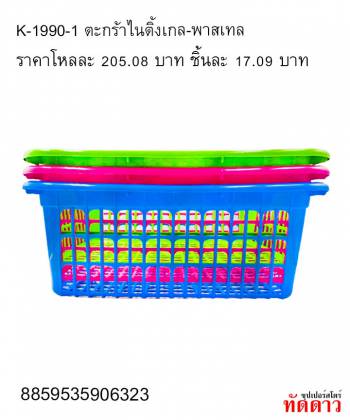 K-1990-1 ตะกร้าไนติ้งเกล-พาสเทล
ราคาโหลละ 205.08 บาท ชิ้นละ 17.09 บาท
8859535906323
ซุปเปอร์สโตร์
ทัดดาว